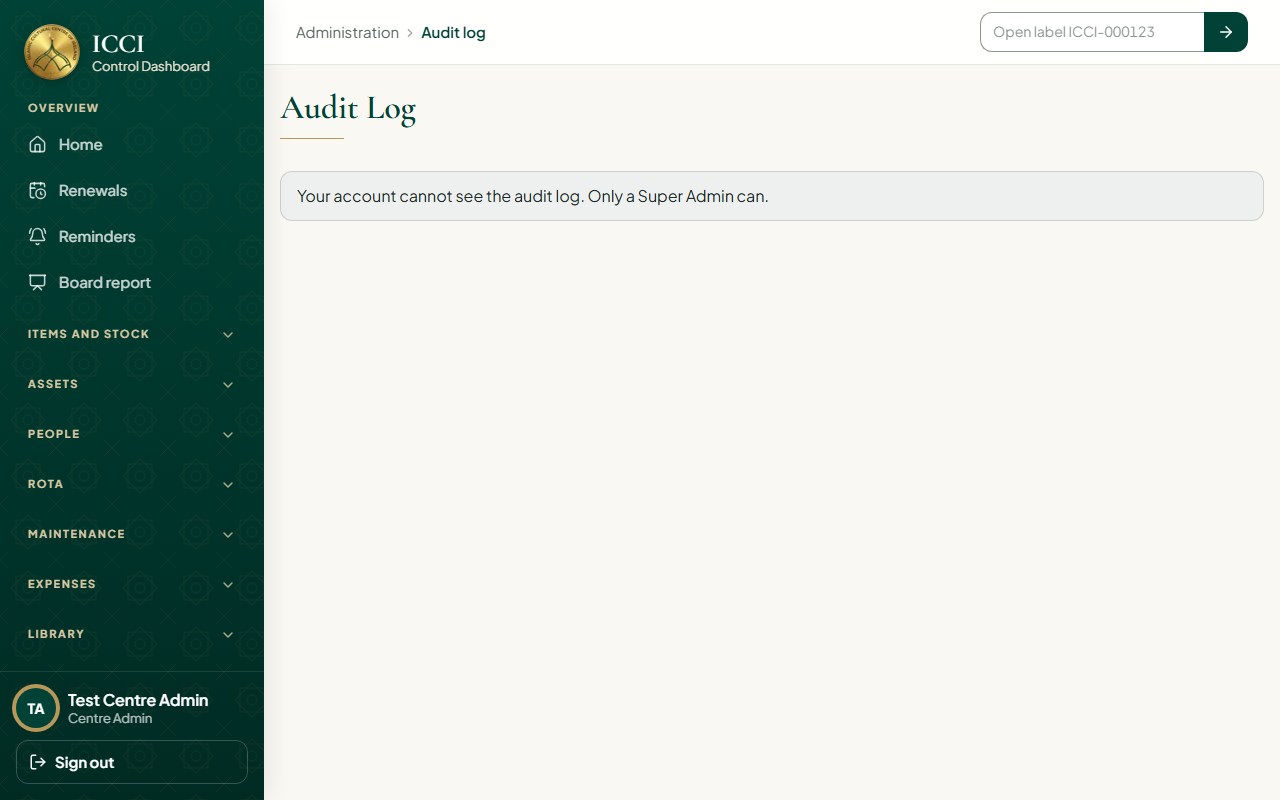 ICCI
Control Dashboard
OVERVIEW
Home
Renewals
Reminders
Board report
ITEMS AND STOCK
ASSETS
PEOPLE
ROTA
MAINTENANCE
EXPENSES
LIBRARY
TA
Test Centre Admin
Centre Admin
Sign out
Administration > Audit log
Open label ICCI-000123
Audit Log
Your account cannot see the audit log. Only a Super Admin can.